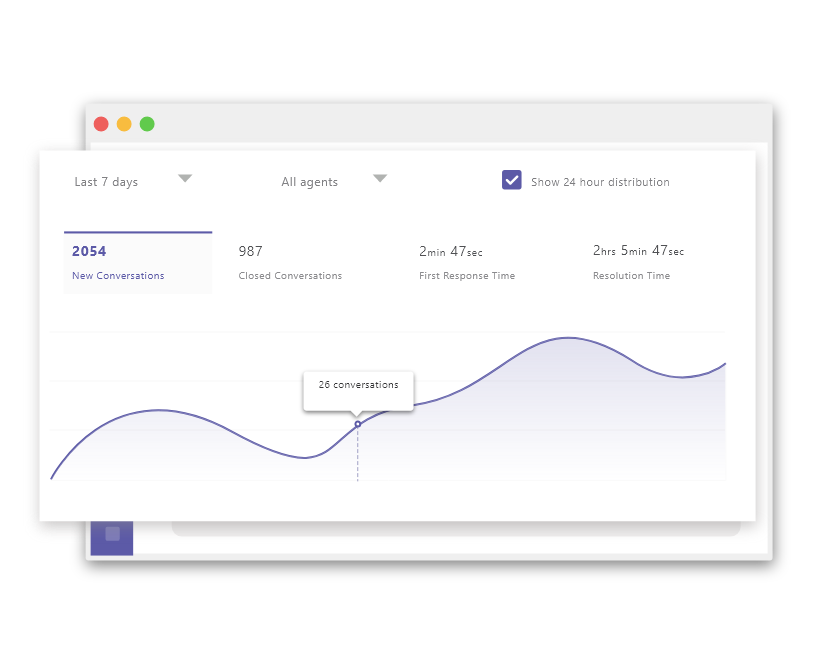 Last 7 days
All agents
Show 24 hour distribution
2054
New Conversations
987
Closed Conversations
2min 47sec
First Response Time
2hrs 5min 47sec
Resolution Time
26 conversations